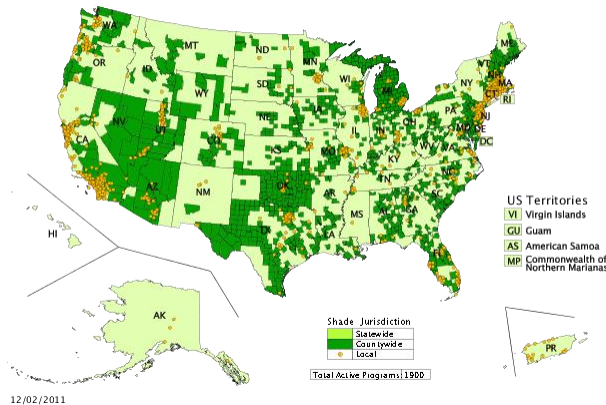 WA
MT
ND
MN
ME
OR
ID
WI
VT
NH
WY
SD
MI
NY
MA
CT
RI
NE
IA
PA
NJ
NV
UT
CO
IL
IN
OH
MD DE
DC
CA
KS
MO
WV
VA
KY
AZ
NM
OK
AR
TN
NC
SC
MS
AL
GA
TX
LA
FL
HI
AK
PR
US Territories
VI Virgin Islands
GU Guam
AS American Samoa
MP Commonwealth of
Northern Marianas
Shade Jurisdiction
Statewide
Countywide
Local
Total Active Programs: 1900
12/02/2011